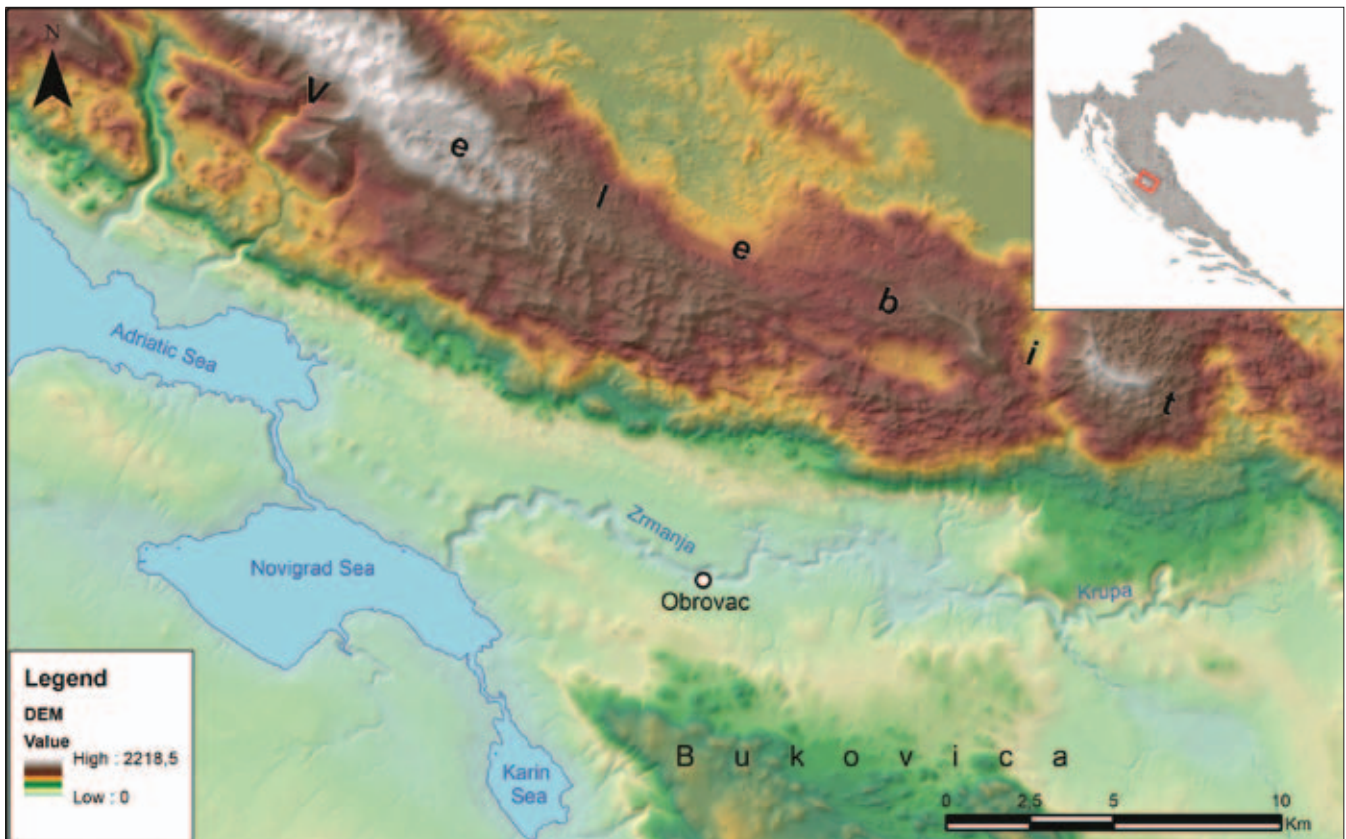 N
V e l e b i t
Adriatic Sea
Novigrad Sea
Zrmanja
Obrovac
Krupa
Karin
Sea
B u k o v i c a
Legend
DEM
Value
High : 2218,5
Low : 0
0 2,5 5 10
Km